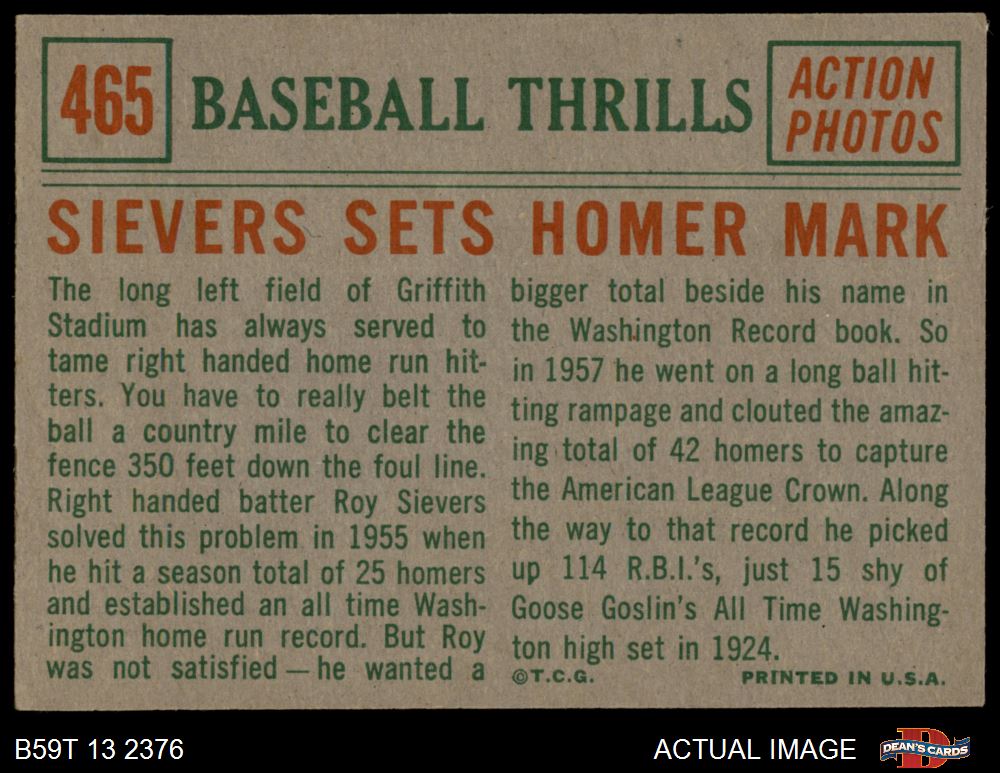 465
BASEBALL THRILLS
ACTION
PHOTOS
SIEVERS SETS HOMER MARK
The long left field of Griffith
Stadium has always served to
tame right handed home run hit-
ters. You have to really belt the
ball a country mile to clear the
fence 350 feet down the foul line.
Right handed batter Roy Sievers
solved this problem in 1955 when
he hit a season total of 25 homers
and established an all time Wash-
ington home run record. But Roy
was not satisfied — he wanted a
bigger total beside his name in
the Washington Record book. So
in 1957 he went on a long ball hit-
ting rampage and clouted the amaz-
ing total of 42 homers to capture
the American League Crown. Along
the way to that record he picked
up 114 R.B.I.'s, just 15 shy of
Goose Goslin's All Time Washing-
ton high set in 1924.
©T.C.G. PRINTED IN U.S.A.
B59T 13 2376 ACTUAL IMAGE
DEAN'S CARDS